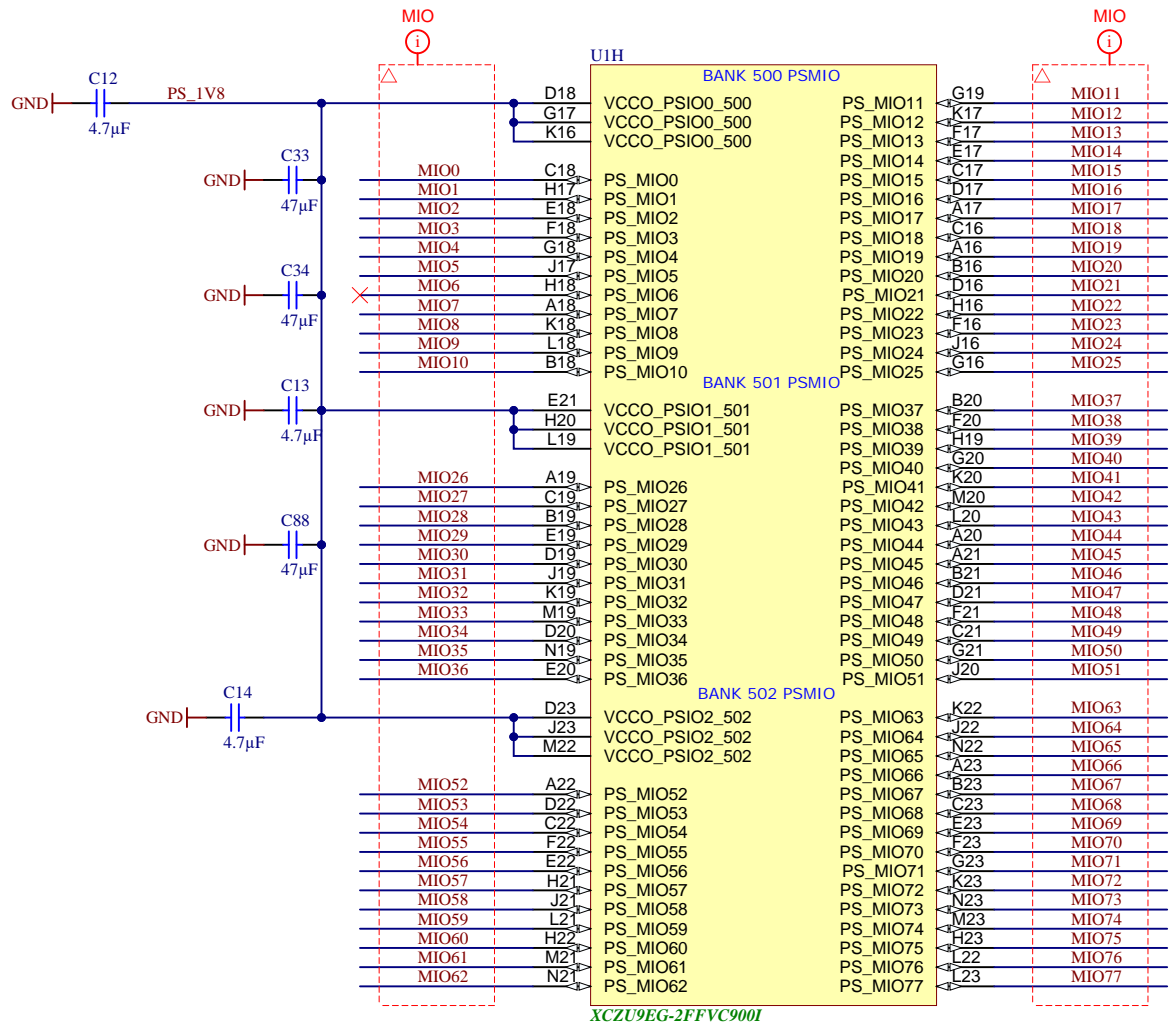 MIO MIO
i i
U1H
BANK 500 PSMIO
C12
GND PS_1V8 D18 VCCO_PSIO0_500 PS_MIO11 G19 MIO11
4.7µF G17 VCCO_PSIO0_500 PS_MIO12 K17 MIO12
K16 VCCO_PSIO0_500 PS_MIO13 F17 MIO13
C33 PS_MIO14 E17 MIO14
GND MIO0 C18 PS_MIO0 PS_MIO15 C17 MIO15
47µF MIO1 H17 PS_MIO1 PS_MIO16 D17 MIO16
MIO2 E18 PS_MIO2 PS_MIO17 A17 MIO17
MIO3 F18 PS_MIO3 PS_MIO18 C16 MIO18
MIO4 G18 PS_MIO4 PS_MIO19 A16 MIO19
C34 MIO5 J17 PS_MIO5 PS_MIO20 B16 MIO20
GND MIO6 H18 PS_MIO6 PS_MIO21 D16 MIO21
47µF MIO7 A18 PS_MIO7 PS_MIO22 H16 MIO22
MIO8 K18 PS_MIO8 PS_MIO23 F16 MIO23
MIO9 L18 PS_MIO9 PS_MIO24 J16 MIO24
MIO10 B18 PS_MIO10 PS_MIO25 G16 MIO25
BANK 501 PSMIO
C13
GND E21 VCCO_PSIO1_501 PS_MIO37 B20 MIO37
4.7µF H20 VCCO_PSIO1_501 PS_MIO38 F20 MIO38
L19 VCCO_PSIO1_501 PS_MIO39 H19 MIO39
PS_MIO40 G20 MIO40
MIO26 A19 PS_MIO26 PS_MIO41 K20 MIO41
MIO27 C19 PS_MIO27 PS_MIO42 M20 MIO42
C88 MIO28 B19 PS_MIO28 PS_MIO43 L20 MIO43
GND MIO29 E19 PS_MIO29 PS_MIO44 A20 MIO44
47µF MIO30 D19 PS_MIO30 PS_MIO45 A21 MIO45
MIO31 J19 PS_MIO31 PS_MIO46 B21 MIO46
MIO32 K19 PS_MIO32 PS_MIO47 D21 MIO47
MIO33 M19 PS_MIO33 PS_MIO48 F21 MIO48
MIO34 D20 PS_MIO34 PS_MIO49 C21 MIO49
MIO35 N19 PS_MIO35 PS_MIO50 G21 MIO50
MIO36 E20 PS_MIO36 PS_MIO51 J20 MIO51
BANK 502 PSMIO
C14
GND D23 VCCO_PSIO2_502 PS_MIO63 K22 MIO63
4.7µF J23 VCCO_PSIO2_502 PS_MIO64 J22 MIO64
M22 VCCO_PSIO2_502 PS_MIO65 N22 MIO65
PS_MIO66 A23 MIO66
MIO52 A22 PS_MIO52 PS_MIO67 B23 MIO67
MIO53 D22 PS_MIO53 PS_MIO68 C23 MIO68
MIO54 C22 PS_MIO54 PS_MIO69 E23 MIO69
MIO55 F22 PS_MIO55 PS_MIO70 F23 MIO70
MIO56 E22 PS_MIO56 PS_MIO71 G23 MIO71
MIO57 H21 PS_MIO57 PS_MIO72 K23 MIO72
MIO58 J21 PS_MIO58 PS_MIO73 N23 MIO73
MIO59 L21 PS_MIO59 PS_MIO74 M23 MIO74
MIO60 H22 PS_MIO60 PS_MIO75 H23 MIO75
MIO61 M21 PS_MIO61 PS_MIO76 L22 MIO76
MIO62 N21 PS_MIO62 PS_MIO77 L23 MIO77
XCZU9EG-2FFVC900I